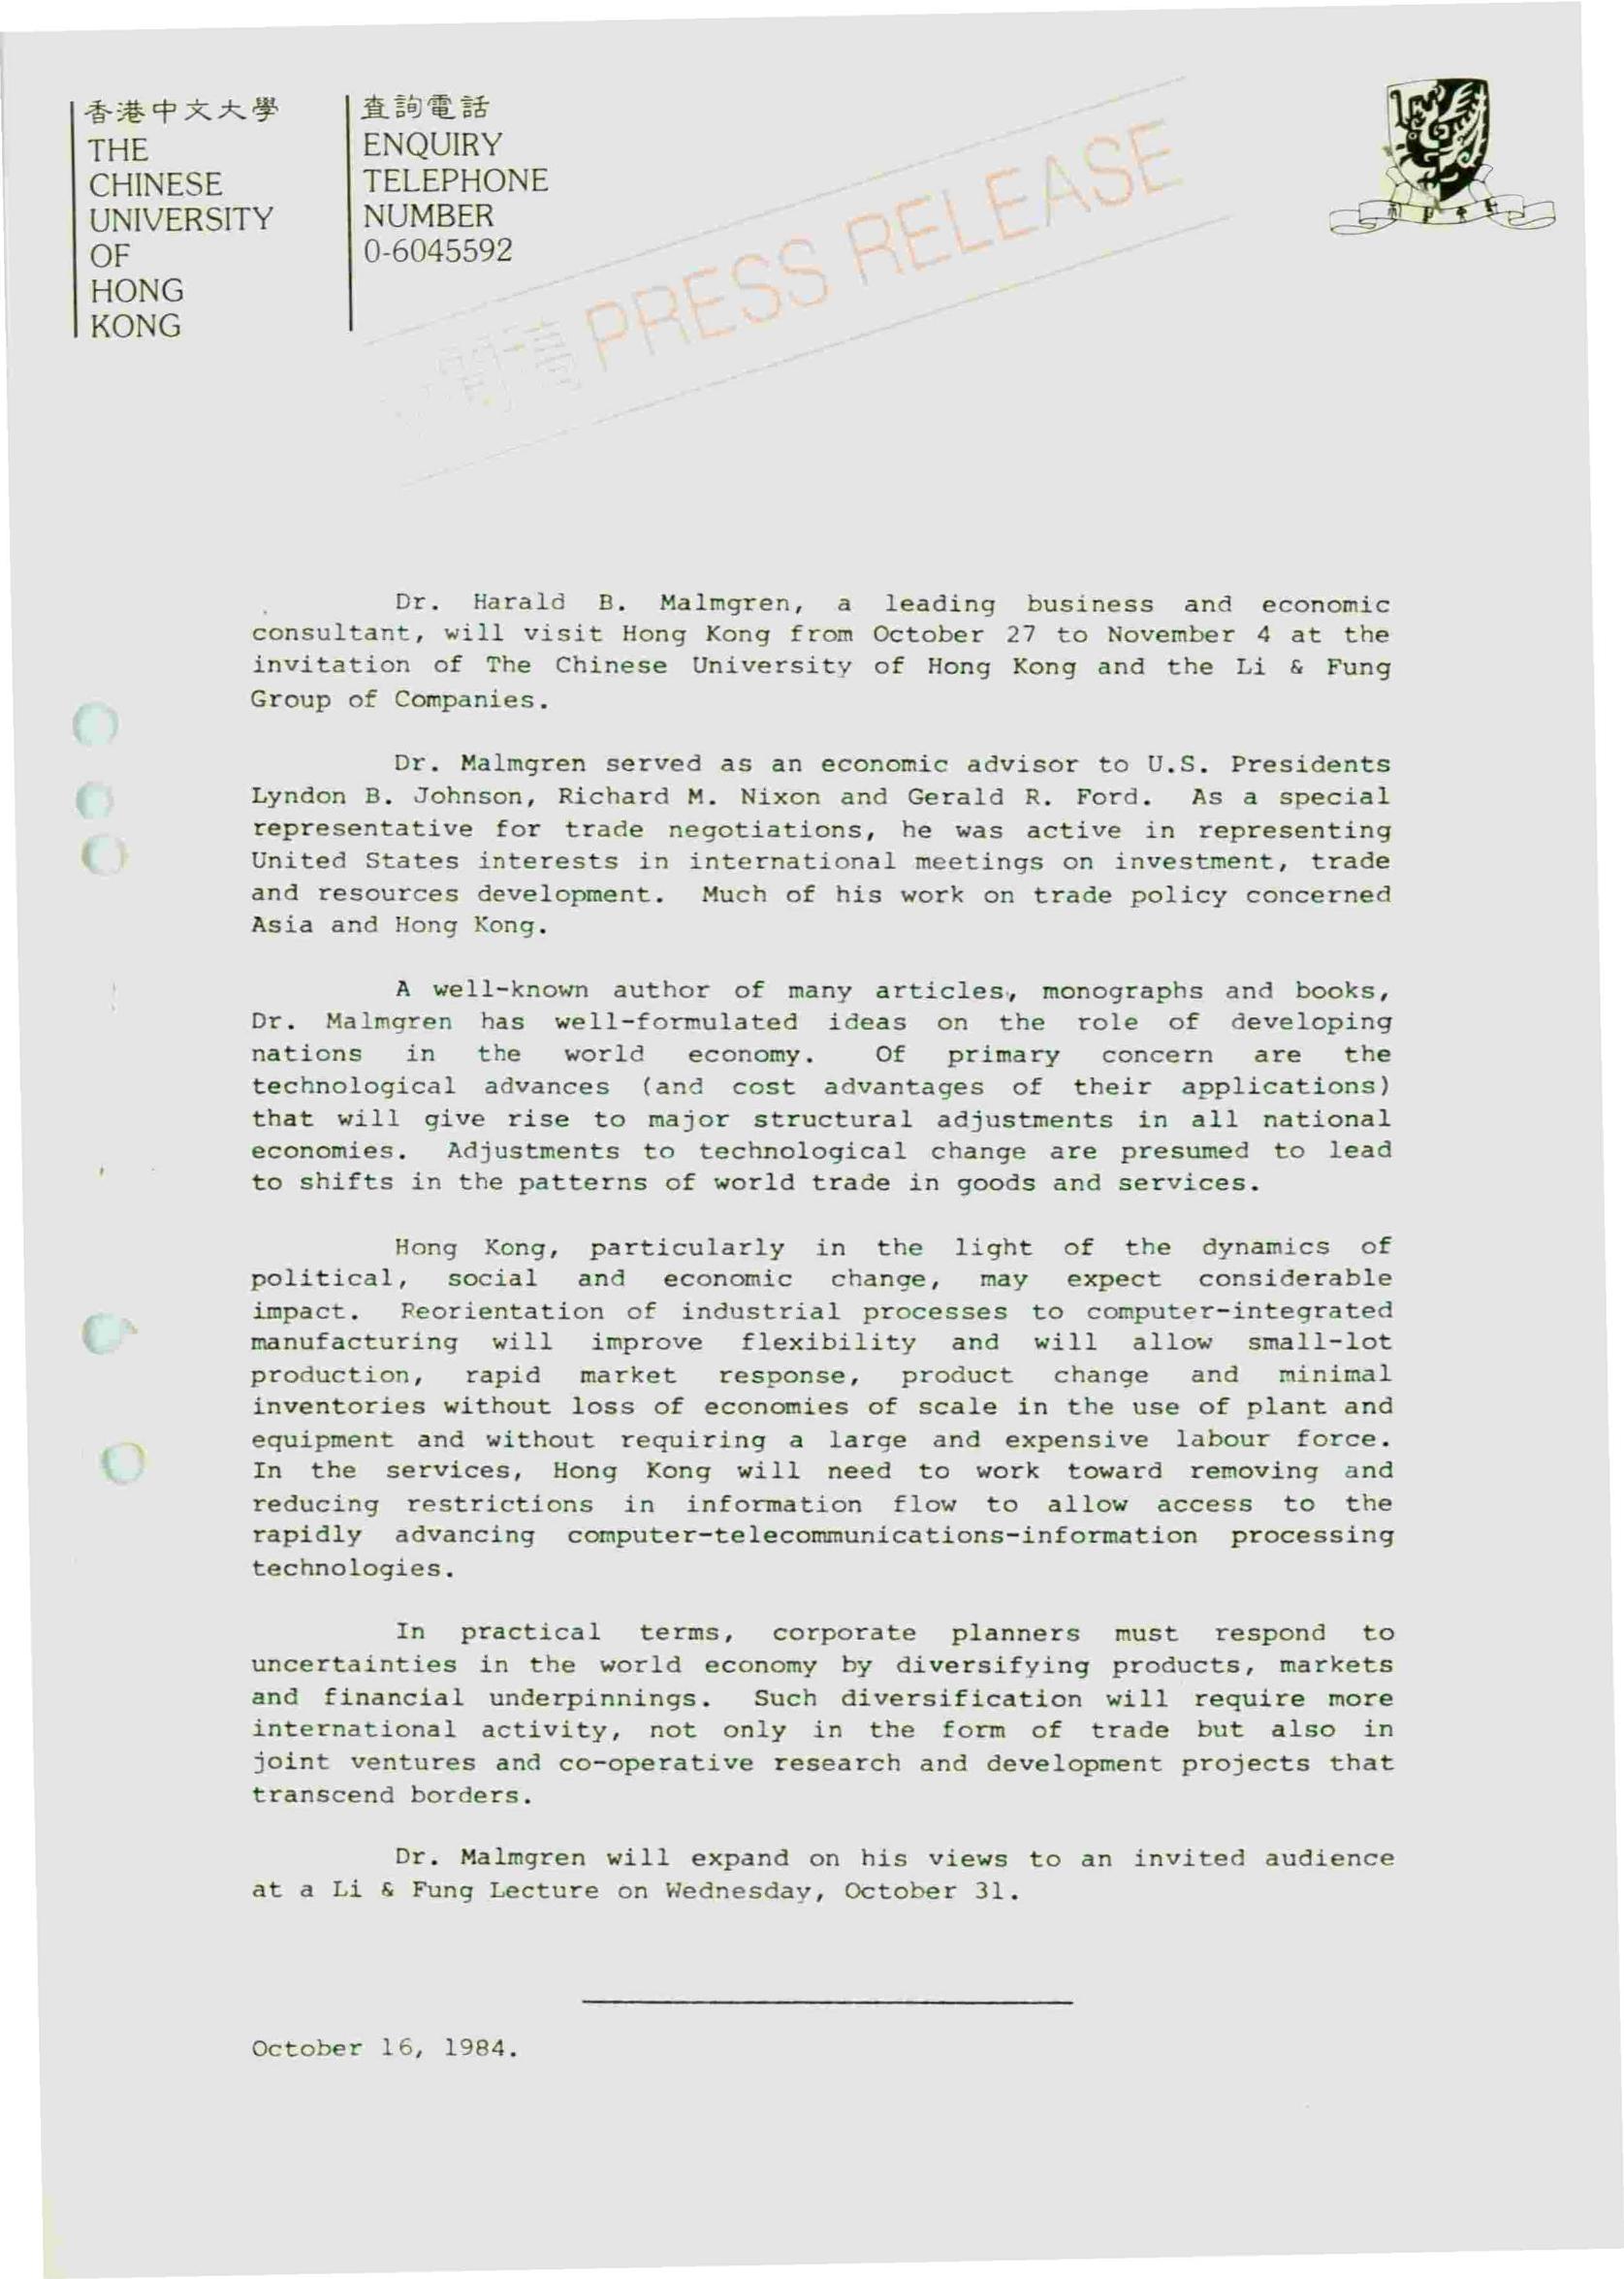 香港中文大學
THE
CHINESE
UNIVERSITY
OF
HONG
KONG
查詢電話
ENQUIRY
TELEPHONE
NUMBER
0-6045592
聞稿 PRESS RELEASE
Dr. Harald B. Malmgren, a leading business and economic
consultant, will visit Hong Kong from October 27 to November 4 at the
invitation of The Chinese University of Hong Kong and the Li & Fung
Group of Companies.
Dr. Malmgren served as an economic advisor to U.S. Presidents
Lyndon B. Johnson, Richard M. Nixon and Gerald R. Ford. As a special
representative for trade negotiations, he was active in representing
United States interests in international meetings on investment, trade
and resources development. Much of his work on trade policy concerned
Asia and Hong Kong.
A well-known author of many articles, monographs and books,
Dr. Malmgren has well-formulated ideas on the role of developing
nations in the world economy. Of primary concern are the
technological advances (and cost advantages of their applications)
that will give rise to major structural adjustments in all national
economies. Adjustments to technological change are presumed to lead
to shifts in the patterns of world trade in goods and services.
Hong Kong, particularly in the light of the dynamics of
political, social and economic change, may expect considerable
impact. Reorientation of industrial processes to computer-integrated
manufacturing will improve flexibility and will allow small-lot
production, rapid market response, product change and minimal
inventories without loss of economies of scale in the use of plant and
equipment and without requiring a large and expensive labour force.
In the services, Hong Kong will need to work toward removing and
reducing restrictions in information flow to allow access to the
rapidly advancing computer-telecommunications-information processing
technologies.
In practical terms, corporate planners must respond to
uncertainties in the world economy by diversifying products, markets
and financial underpinnings. Such diversification will require more
international activity, not only in the form of trade but also in
joint ventures and co-operative research and development projects that
transcend borders.
Dr. Malmgren will expand on his views to an invited audience
at a Li & Fung Lecture on Wednesday, October 31.
October 16, 1984.